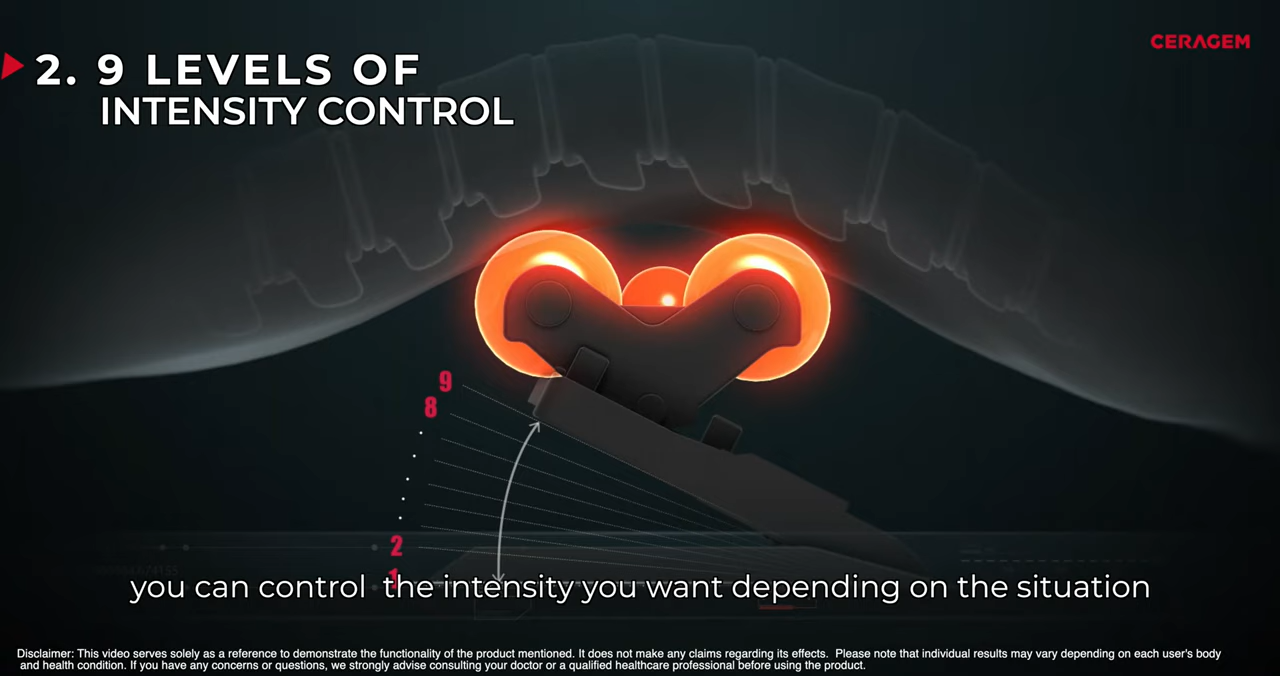 CERAGEM
2. 9 LEVELS OF
INTENSITY CONTROL
9
8
2
1
you can control the intensity you want depending on the situation
Disclaimer: This video serves solely as a reference to demonstrate the functionality of the product mentioned. It does not make any claims regarding its effects. Please note that individual results may vary depending on each user's body
and health condition. If you have any concerns or questions, we strongly advise consulting your doctor or a qualified healthcare professional before using the product.